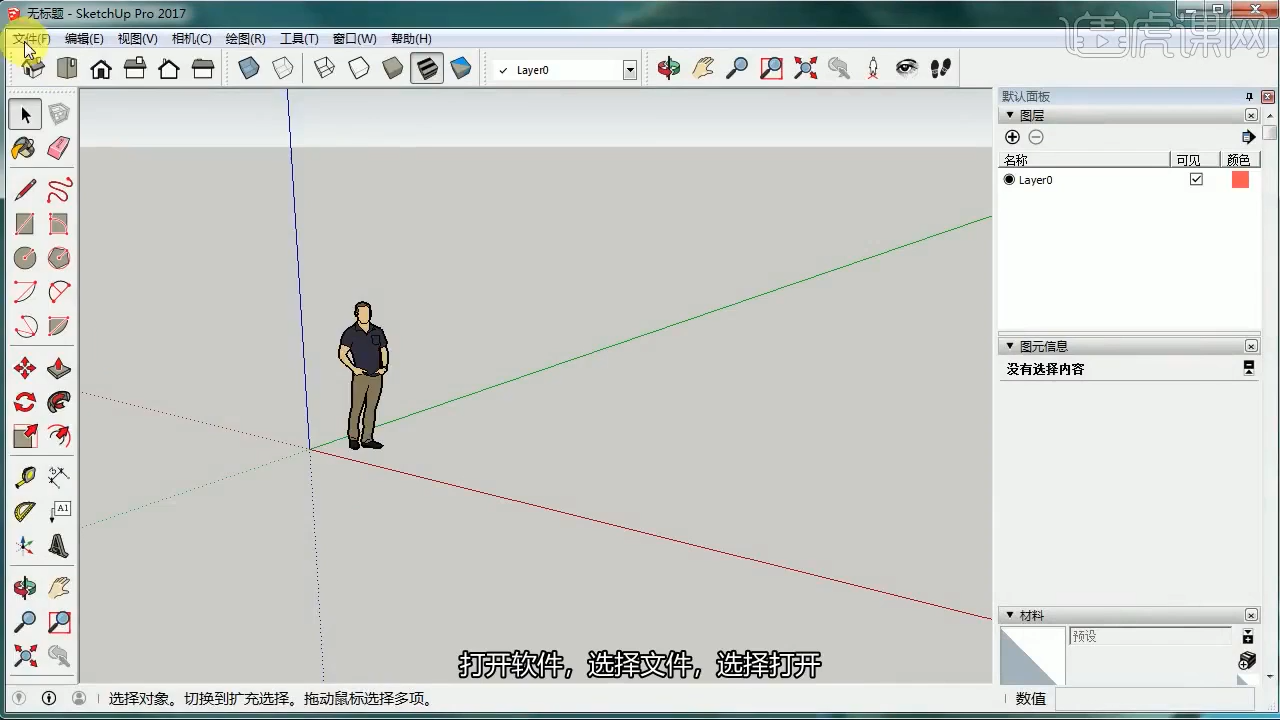 无标题 - SketchUp Pro 2017
虎课网
文件(F) 编辑(E) 视图(V) 相机(C) 绘图(R) 工具(T) 窗口(W) 帮助(H)
Layer0
默认面板
图层
名称 可见 颜色
Layer0
图元信息
没有选择内容
A1
材料
预设
打开软件，选择文件，选择打开
选择对象。切换到扩充选择。拖动鼠标选择多项。
数值